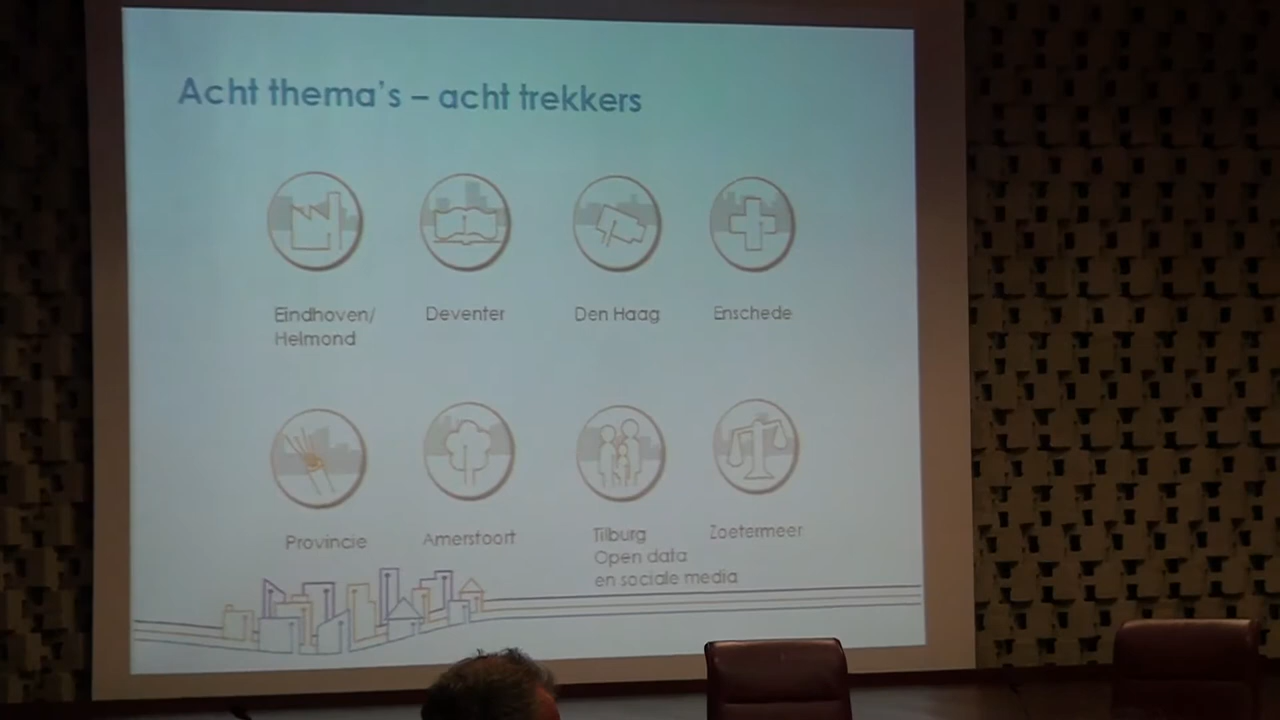 Acht thema's – acht trekkers
Eindhoven/
Helmond
Deventer
Den Haag
Enschede
Provincie
Amersfoort
Tilburg
Open data
en sociale media
Zoetermeer